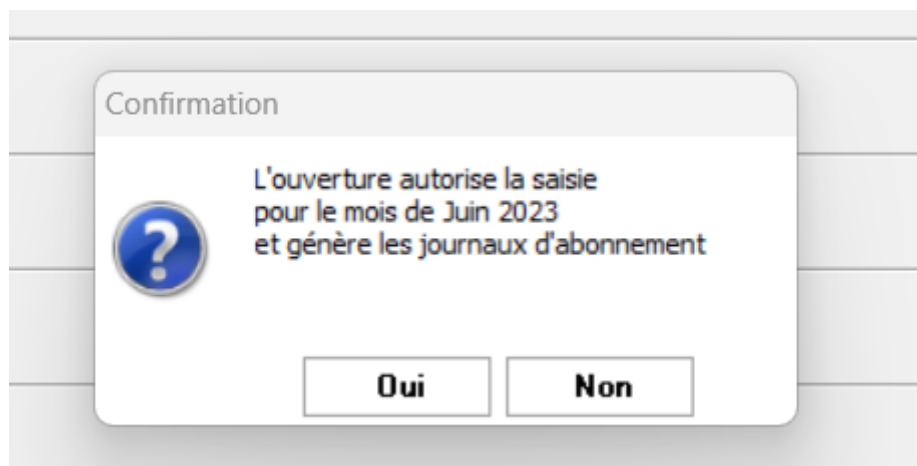 Confirmation
L'ouverture autorise la saisie
pour le mois de Juin 2023
et génère les journaux d'abonnement
Oui
Non